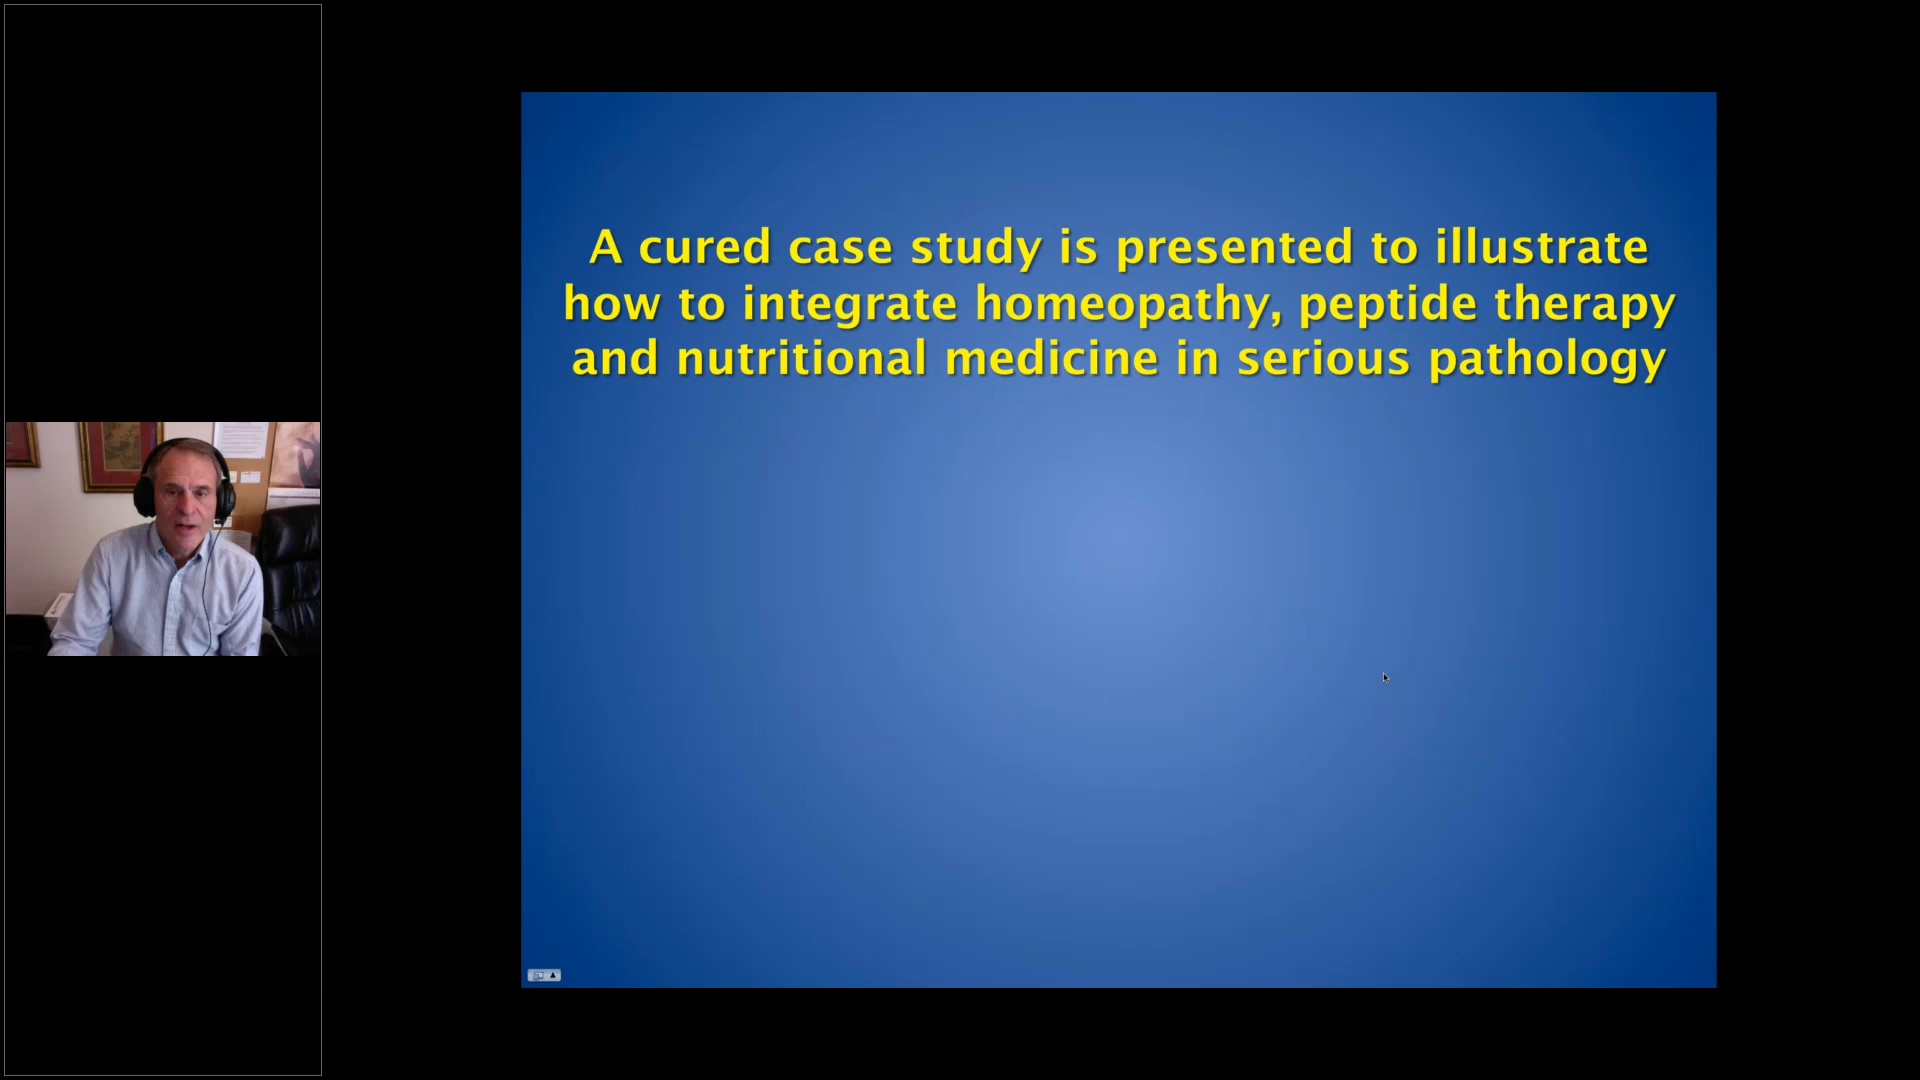 A cured case study is presented to illustrate
how to integrate homeopathy, peptide therapy
and nutritional medicine in serious pathology